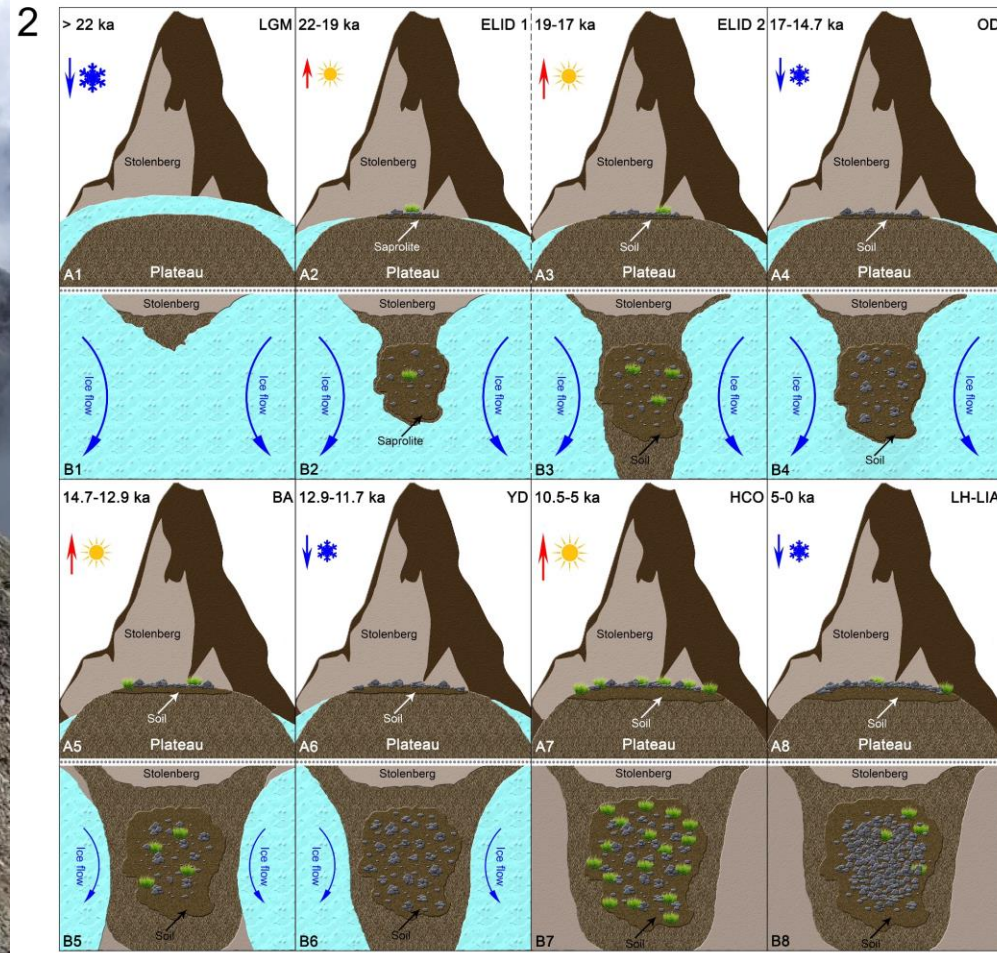 2
> 22 ka LGM
Stolenberg
Plateau
A1
22-19 ka ELID 1
Stolenberg
Saprolite
Plateau
A2
19-17 ka ELID 2
Stolenberg
Soil
Plateau
A3
17-14.7 ka OD
Stolenberg
Soil
Plateau
A4
Stolenberg
Ice flow
Ice flow
B1
Stolenberg
Ice flow
Ice flow
Saprolite
B2
Stolenberg
Ice flow
Ice flow
Soil
B3
Stolenberg
Ice flow
Ice flow
Soil
B4
14.7-12.9 ka BA
Stolenberg
Soil
Plateau
A5
12.9-11.7 ka YD
Stolenberg
Soil
Plateau
A6
10.5-5 ka HCO
Stolenberg
Soil
Plateau
A7
5-0 ka LH-LIA
Stolenberg
Soil
Plateau
A8
Stolenberg
Ice flow
Ice flow
Soil
B5
Stolenberg
Ice flow
Ice flow
Soil
B6
Stolenberg
Soil
B7
Stolenberg
Soil
B8